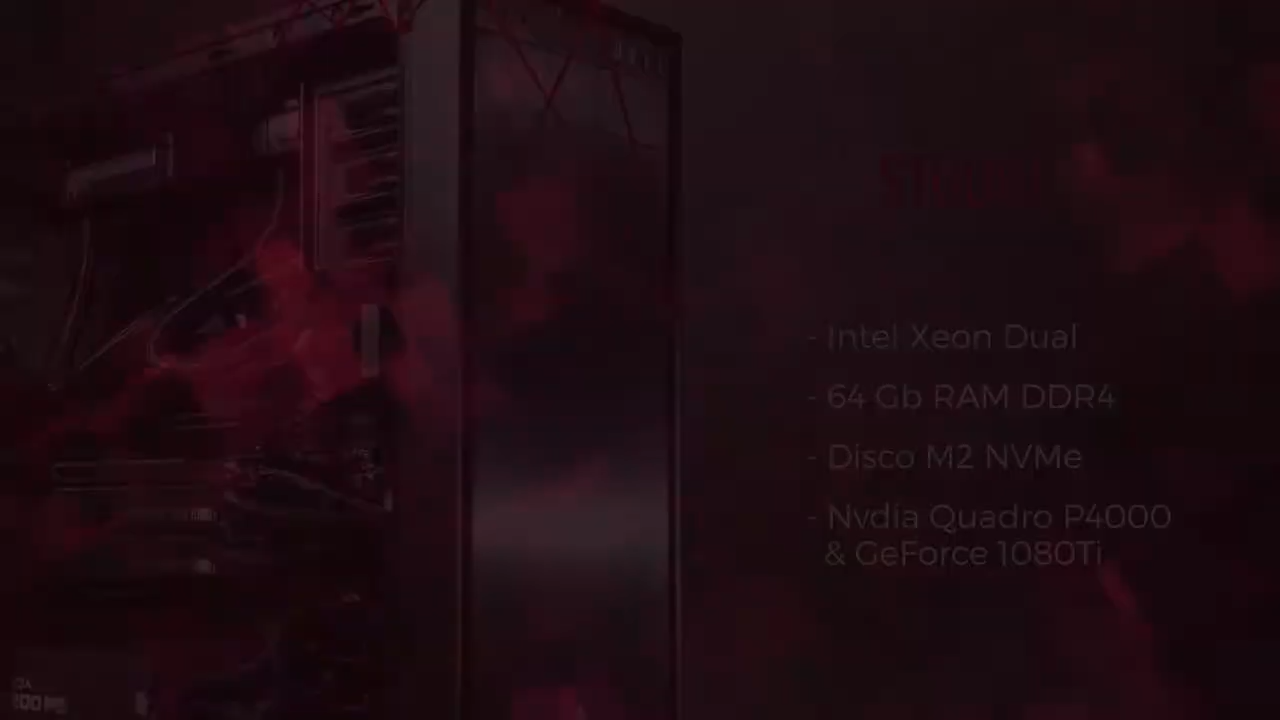 - Intel Xeon Dual
- 64 Gb RAM DDR4
- Disco M2 NVMe
- Nvdia Quadro P4000
& GeForce 1080Ti